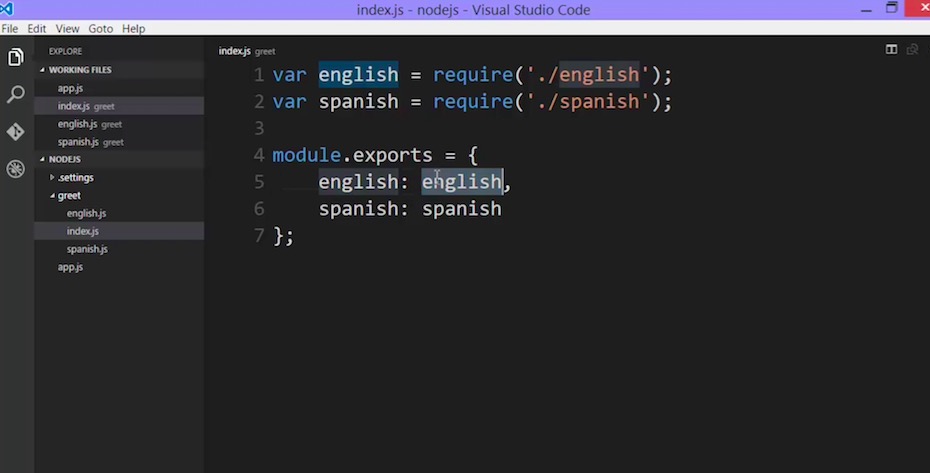 index.js - nodejs - Visual Studio Code
File Edit View Goto Help
EXPLORE
WORKING FILES
app.js
index.js greet
english.js greet
spanish.js greet
NODEJS
.settings
greet
english.js
index.js
spanish.js
app.js
index.js greet
1 var english = require('./english');
2 var spanish = require('./spanish');
3
4 module.exports = {
5 english: english,
6 spanish: spanish
7 };